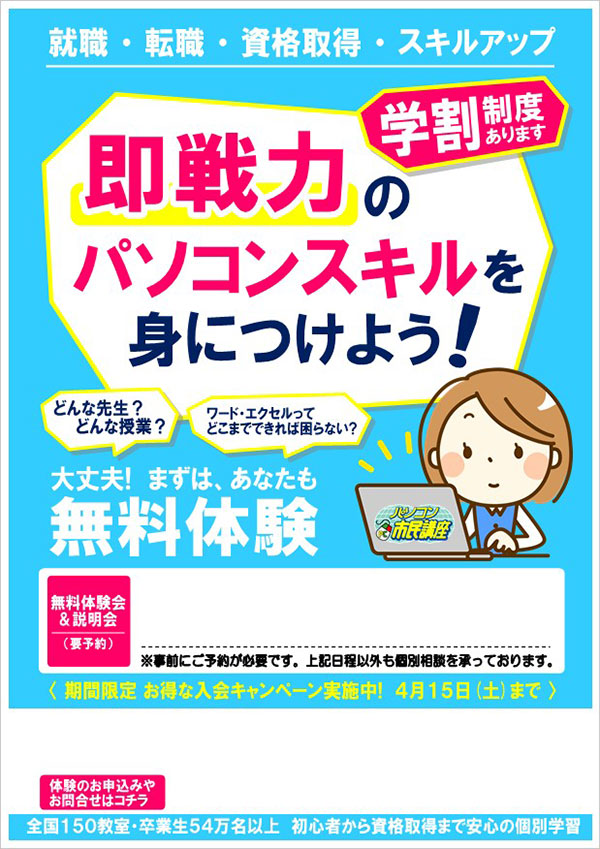 就職・転職・資格取得・スキルアップ
学割制度
あります
即戦力の
パソコンスキルを
身につけよう!
どんな先生?
どんな授業?
ワード・エクセルって
どこまでできれば困らない?
大丈夫! まずは、あなたも
無料体験
パソコン
市民講座
無料体験会
&説明会
(要予約)
※事前にご予約が必要です。上記日程以外も個別相談を承っております。
〈 期間限定 お得な入会キャンペーン実施中! 4月15日(土)まで 〉
体験のお申込みや
お問合せはコチラ
全国150教室・卒業生54万名以上 初心者から資格取得まで安心の個別学習